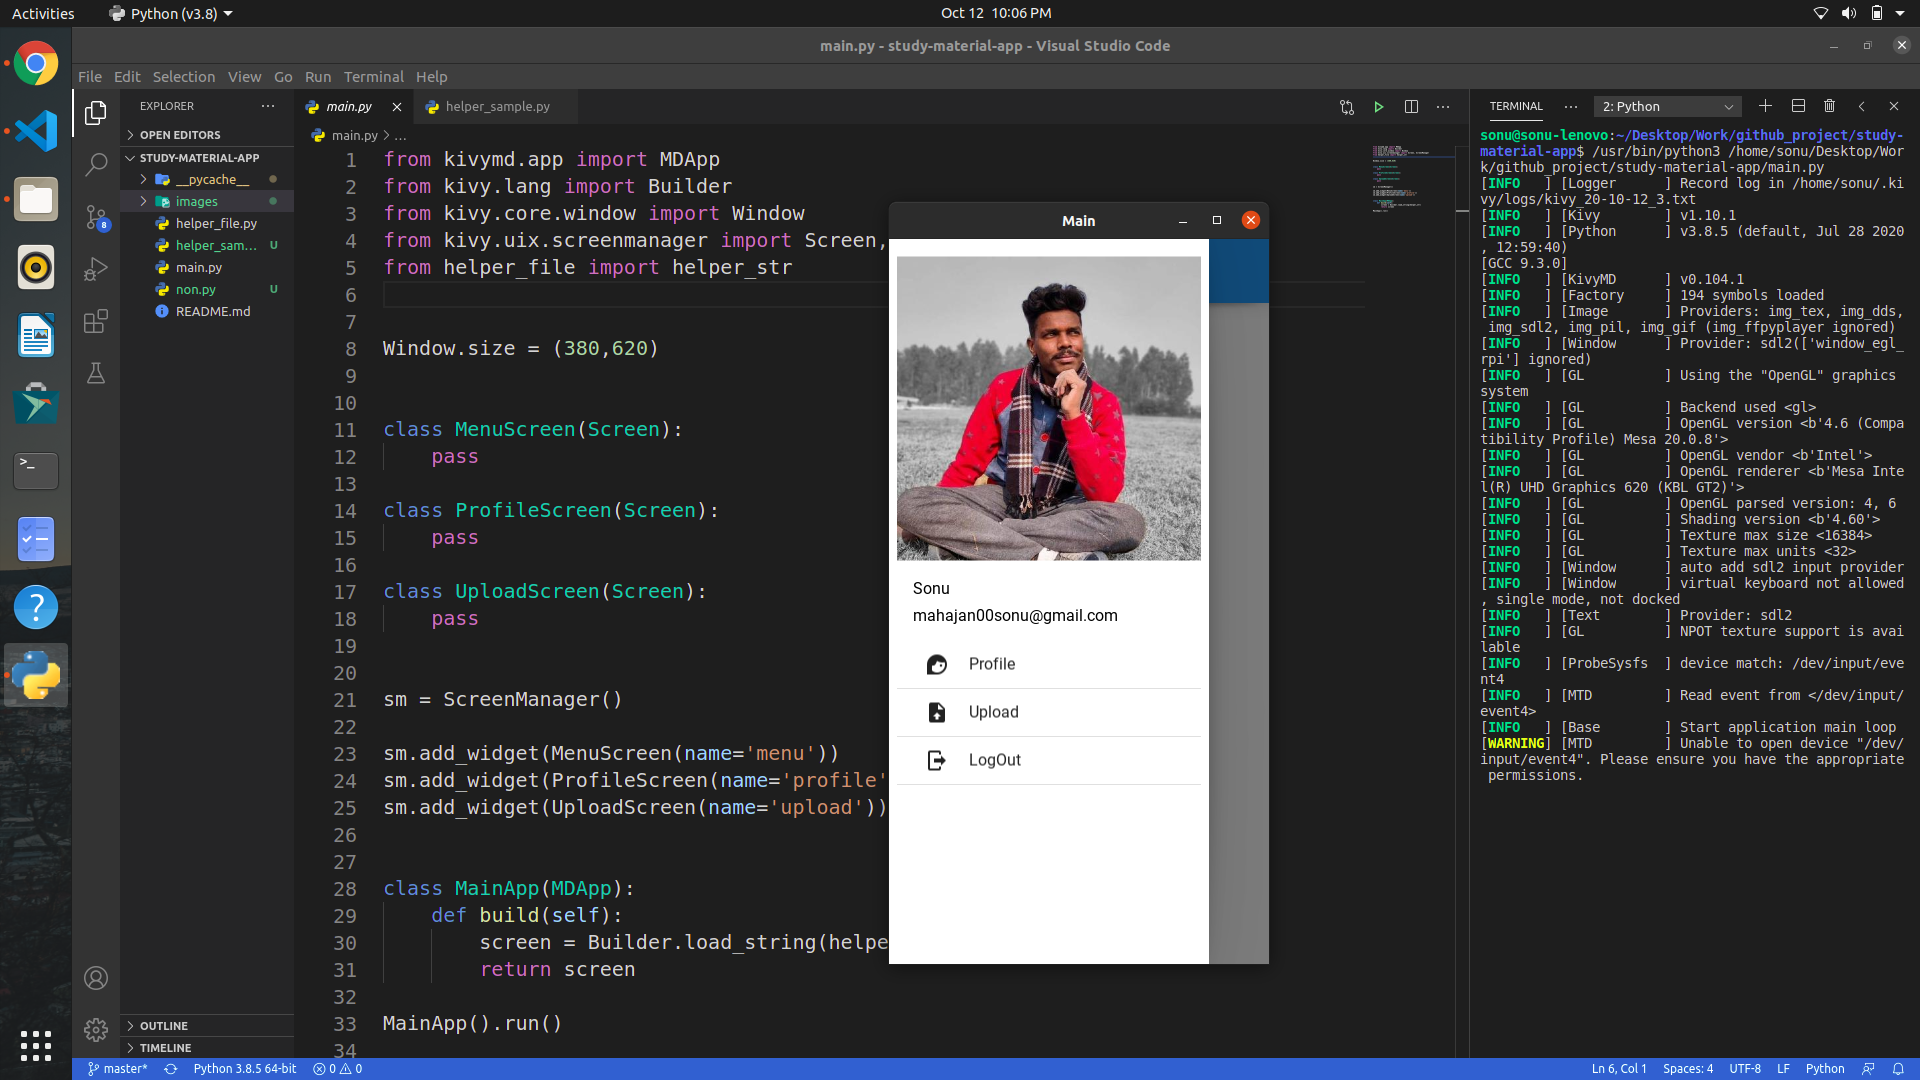 Activities
Python (v3.8)
Oct 12 10:06 PM
main.py - study-material-app - Visual Studio Code
File Edit Selection View Go Run Terminal Help
EXPLORER
OPEN EDITORS
STUDY-MATERIAL-APP
__pycache__
images
helper_file.py
helper_sam... U
main.py
non.py U
README.md
OUTLINE
TIMELINE
8
main.py
helper_sample.py
main.py > ...
1 from kivymd.app import MDApp
2 from kivy.lang import Builder
3 from kivy.core.window import Window
4 from kivy.uix.screenmanager import Screen,
5 from helper_file import helper_str
6
7
8 Window.size = (380,620)
9
10
11 class MenuScreen(Screen):
12 pass
13
14 class ProfileScreen(Screen):
15 pass
16
17 class UploadScreen(Screen):
18 pass
19
20
21 sm = ScreenManager()
22
23 sm.add_widget(MenuScreen(name='menu'))
24 sm.add_widget(ProfileScreen(name='profile'
25 sm.add_widget(UploadScreen(name='upload'))
26
27
28 class MainApp(MDApp):
29 def build(self):
30 screen = Builder.load_string(helpe
31 return screen
32
33 MainApp().run()
34
Main
Sonu
mahajan00sonu@gmail.com
Profile
Upload
LogOut
TERMINAL
2: Python
sonu@sonu-lenovo:~/Desktop/Work/github_project/study-
material-app$ /usr/bin/python3 /home/sonu/Desktop/Wor
k/github_project/study-material-app/main.py
[INFO   ] [Logger      ] Record log in /home/sonu/.ki
vy/logs/kivy_20-10-12_3.txt
[INFO   ] [Kivy        ] v1.10.1
[INFO   ] [Python      ] v3.8.5 (default, Jul 28 2020
, 12:59:40)
[GCC 9.3.0]
[INFO   ] [KivyMD      ] v0.104.1
[INFO   ] [Factory     ] 194 symbols loaded
[INFO   ] [Image       ] Providers: img_tex, img_dds,
img_sdl2, img_pil, img_gif (img_ffpyplayer ignored)
[INFO   ] [Window      ] Provider: sdl2(['window_egl_
rpi'] ignored)
[INFO   ] [GL          ] Using the "OpenGL" graphics
system
[INFO   ] [GL          ] Backend used <gl>
[INFO   ] [GL          ] OpenGL version <b'4.6 (Compa
tibility Profile) Mesa 20.0.8'>
[INFO   ] [GL          ] OpenGL vendor <b'Intel'>
[INFO   ] [GL          ] OpenGL renderer <b'Mesa Inte
l(R) UHD Graphics 620 (KBL GT2)'>
[INFO   ] [GL          ] OpenGL parsed version: 4, 6
[INFO   ] [GL          ] Shading version <b'4.60'>
[INFO   ] [GL          ] Texture max size <16384>
[INFO   ] [GL          ] Texture max units <32>
[INFO   ] [Window      ] auto add sdl2 input provider
[INFO   ] [Window      ] virtual keyboard not allowed
, single mode, not docked
[INFO   ] [Text        ] Provider: sdl2
[INFO   ] [GL          ] NPOT texture support is avai
lable
[INFO   ] [ProbeSysfs  ] device match: /dev/input/eve
nt4
[INFO   ] [MTD         ] Read event from </dev/input/
event4>
[INFO   ] [Base        ] Start application main loop
[WARNING] [MTD         ] Unable to open device "/dev/
input/event4". Please ensure you have the appropriate
permissions.
master*
Python 3.8.5 64-bit
0 0
Ln 6, Col 1 Spaces: 4 UTF-8 LF Python